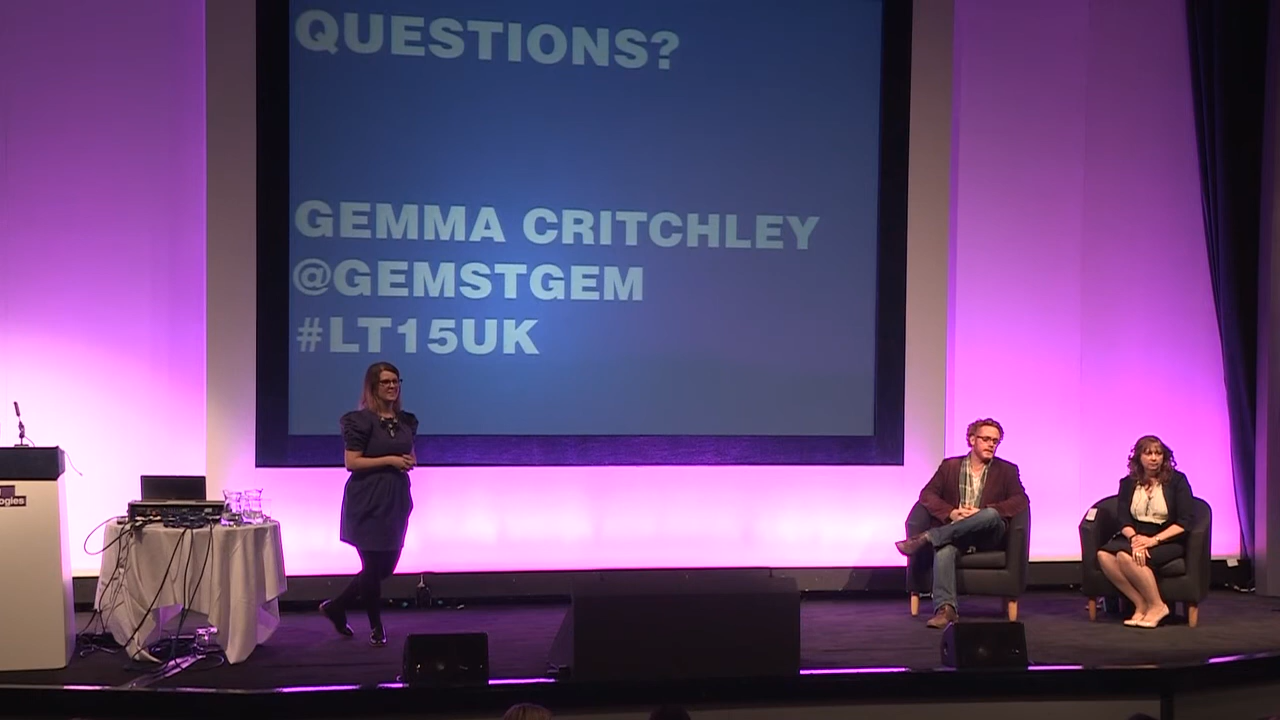 QUESTIONS?
GEMMA CRITCHLEY
@GEMSTGEM
#LT15UK
ogies